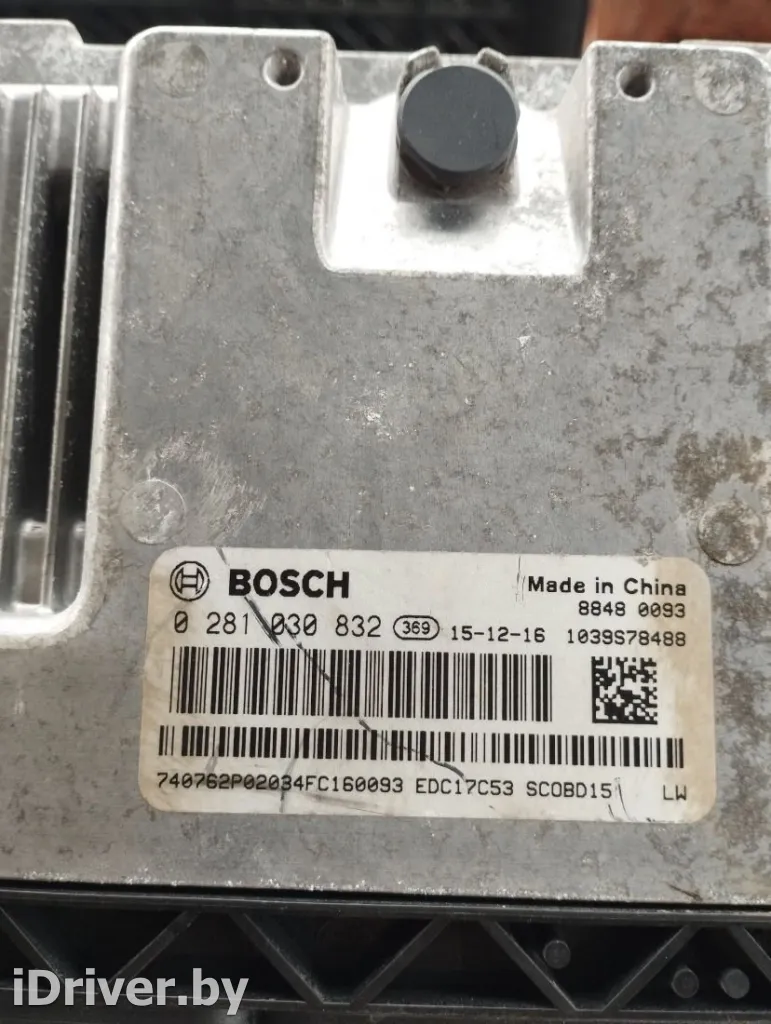 BOSCH
Made in China
8848 0093
0 281 030 832 369 15-12-16 1039S78488
740762P02034FC160093 EDC17C53 SCOBD15 LW
iDriver.by